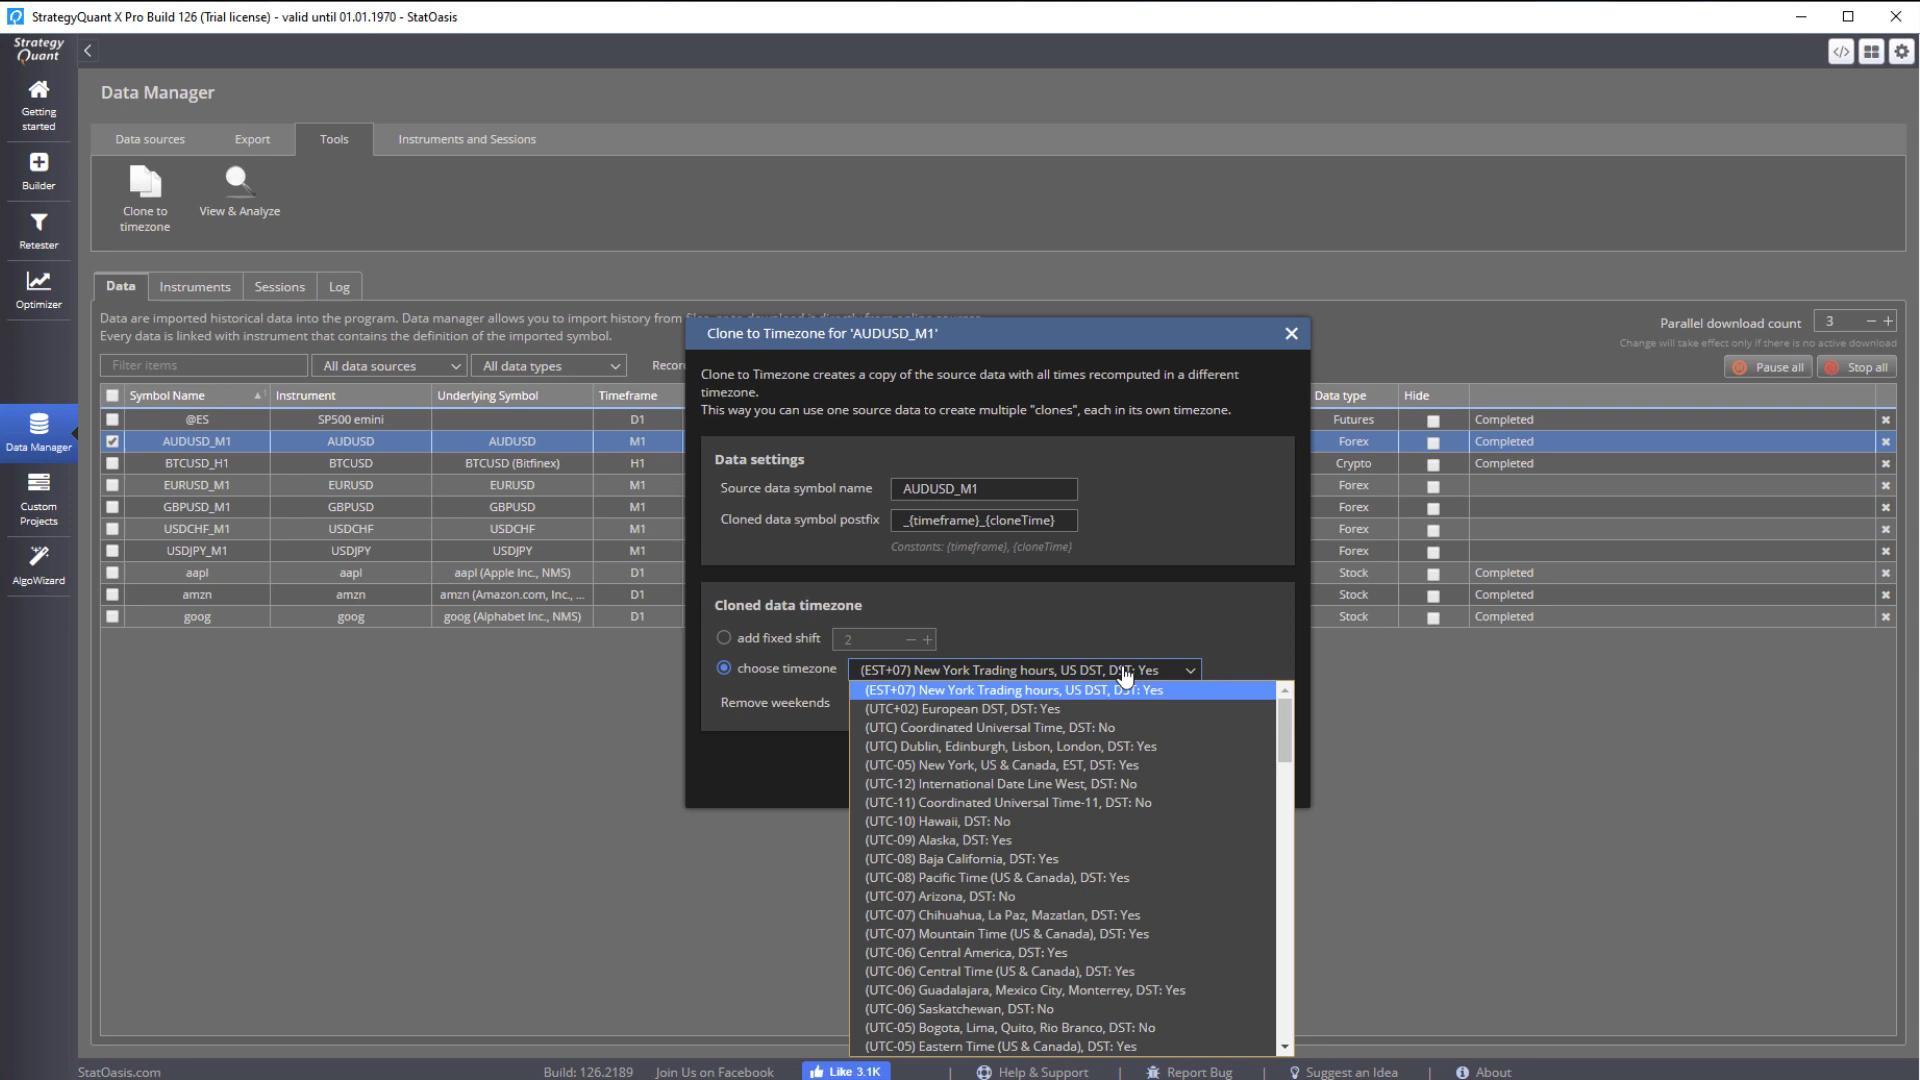 StrategyQuant X Pro Build 126 (Trial license) - valid until 01.01.1970 - StatOasis
Strategy
Quant
Getting
started
Builder
Retester
Optimizer
Data Manager
Custom
Projects
AlgoWizard
Data Manager
Data sources
Export
Tools
Instruments and Sessions
Clone to
timezone
View & Analyze
Data
Instruments
Sessions
Log
Data are imported historical data into the program. Data manager allows you to import history from
Every data is linked with instrument that contains the definition of the imported symbol.
Parallel download count 3
Change will take effect only if there is no active download
Filter items
All data sources
All data types
Pause all
Stop all
Symbol Name Instrument Underlying Symbol Timeframe Data type Hide
@ES SP500 emini D1 Futures Completed
AUDUSD_M1 AUDUSD AUDUSD M1 Forex Completed
BTCUSD_H1 BTCUSD BTCUSD (Bitfinex) H1 Crypto Completed
EURUSD_M1 EURUSD EURUSD M1 Forex
GBPUSD_M1 GBPUSD GBPUSD M1 Forex
USDCHF_M1 USDCHF USDCHF M1 Forex
USDJPY_M1 USDJPY USDJPY M1 Forex
aapl aapl aapl (Apple Inc., NMS) D1 Stock Completed
amzn amzn amzn (Amazon.com, Inc., ... D1 Stock Completed
goog goog goog (Alphabet Inc., NMS) D1 Stock Completed
Clone to Timezone for 'AUDUSD_M1'
Clone to Timezone creates a copy of the source data with all times recomputed in a different
timezone.
This way you can use one source data to create multiple "clones", each in its own timezone.
Data settings
Source data symbol name AUDUSD_M1
Cloned data symbol postfix _{timeframe}_{cloneTime}
Constants: {timeframe}, {cloneTime}
Cloned data timezone
add fixed shift 2
choose timezone (EST+07) New York Trading hours, US DST, DST: Yes
Remove weekends
(EST+07) New York Trading hours, US DST, DST: Yes
(UTC+02) European DST, DST: Yes
(UTC) Coordinated Universal Time, DST: No
(UTC) Dublin, Edinburgh, Lisbon, London, DST: Yes
(UTC-05) New York, US & Canada, EST, DST: Yes
(UTC-12) International Date Line West, DST: No
(UTC-11) Coordinated Universal Time-11, DST: No
(UTC-10) Hawaii, DST: No
(UTC-09) Alaska, DST: Yes
(UTC-08) Baja California, DST: Yes
(UTC-08) Pacific Time (US & Canada), DST: Yes
(UTC-07) Arizona, DST: No
(UTC-07) Chihuahua, La Paz, Mazatlan, DST: Yes
(UTC-07) Mountain Time (US & Canada), DST: Yes
(UTC-06) Central America, DST: Yes
(UTC-06) Central Time (US & Canada), DST: Yes
(UTC-06) Guadalajara, Mexico City, Monterrey, DST: Yes
(UTC-06) Saskatchewan, DST: No
(UTC-05) Bogota, Lima, Quito, Rio Branco, DST: No
(UTC-05) Eastern Time (US & Canada), DST: Yes
StatOasis.com
Build: 126.2189
Join Us on Facebook
Like 3.1K
Help & Support
Report Bug
Suggest an Idea
About